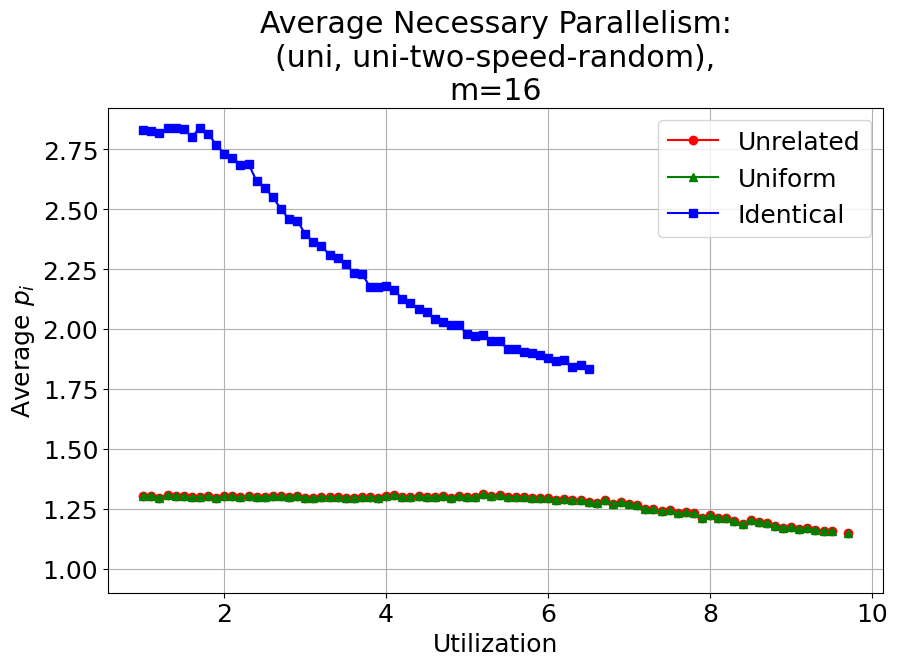 Average Necessary Parallelism:
(uni, uni-two-speed-random),
m=16
Unrelated
Uniform
Identical
Average $p_i$
2.75
2.50
2.25
2.00
1.75
1.50
1.25
1.00
2 4 6 8 10
Utilization